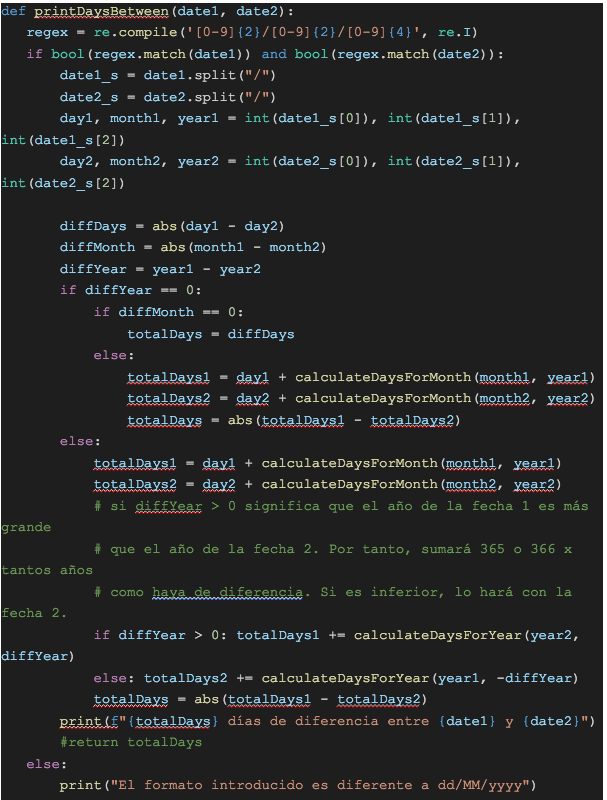 def printDaysBetween(date1, date2):
regex = re.compile('[0-9]{2}/[0-9]{2}/[0-9]{4}', re.I)
if bool(regex.match(date1)) and bool(regex.match(date2)):
date1_s = date1.split("/")
date2_s = date2.split("/")
day1, month1, year1 = int(date1_s[0]), int(date1_s[1]),
int(date1_s[2])
day2, month2, year2 = int(date2_s[0]), int(date2_s[1]),
int(date2_s[2])
diffDays = abs(day1 - day2)
diffMonth = abs(month1 - month2)
diffYear = year1 - year2
if diffYear == 0:
if diffMonth == 0:
totalDays = diffDays
else:
totalDays1 = day1 + calculateDaysForMonth(month1, year1)
totalDays2 = day2 + calculateDaysForMonth(month2, year2)
totalDays = abs(totalDays1 - totalDays2)
else:
totalDays1 = day1 + calculateDaysForMonth(month1, year1)
totalDays2 = day2 + calculateDaysForMonth(month2, year2)
# si diffYear > 0 significa que el año de la fecha 1 es más
grande
# que el año de la fecha 2. Por tanto, sumará 365 o 366 x
tantos años
# como haya de diferencia. Si es inferior, lo hará con la
fecha 2.
if diffYear > 0: totalDays1 += calculateDaysForYear(year2,
diffYear)
else: totalDays2 += calculateDaysForYear(year1, -diffYear)
totalDays = abs(totalDays1 - totalDays2)
print(f"{totalDays} días de diferencia entre {date1} y {date2}")
#return totalDays
else:
print("El formato introducido es diferente a dd/MM/yyyy")